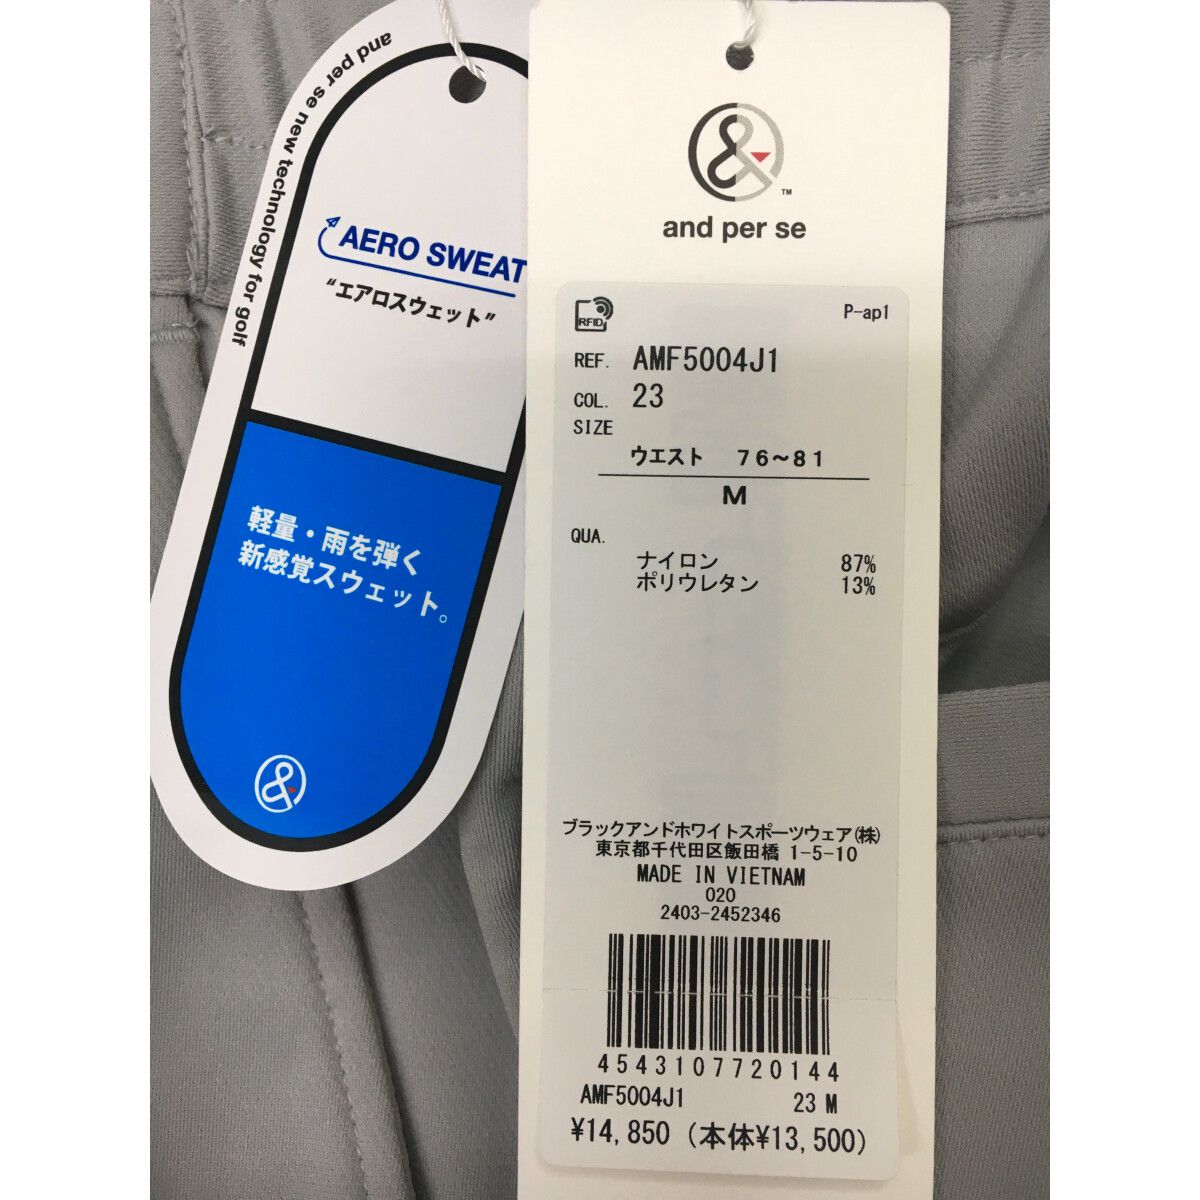 and per se new technology for golf
AERO SWEAT
“エアロスウェット”
軽量・雨を弾く
新感覚スウェット。
&
&
TM
and per se
RFID
P-ap1
REF. AMF5004J1
COL. 23
SIZE
ウエスト 76～81
M
QUA.
ナイロン 87%
ポリウレタン 13%
ブラックアンドホワイトスポーツウェア(株)
東京都千代田区飯田橋 1-5-10
MADE IN VIETNAM
020
2403-2452346
4543107720144
AMF5004J1 23 M
¥14,850 (本体¥13,500)